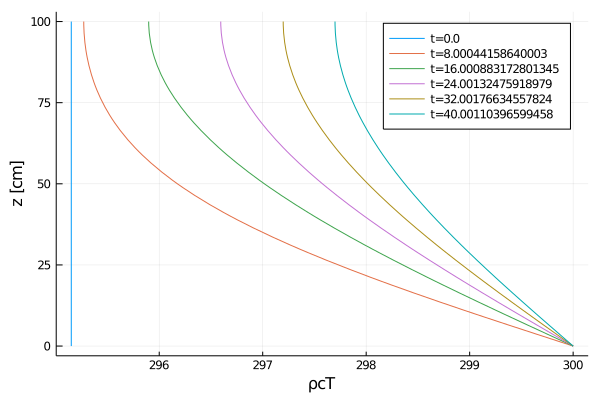 100
75
50
25
0
z [cm]
t=0.0
t=8.00044158640003
t=16.000883172801345
t=24.00132475918979
t=32.00176634557824
t=40.00110396599458
296
297
298
299
300
ρcT